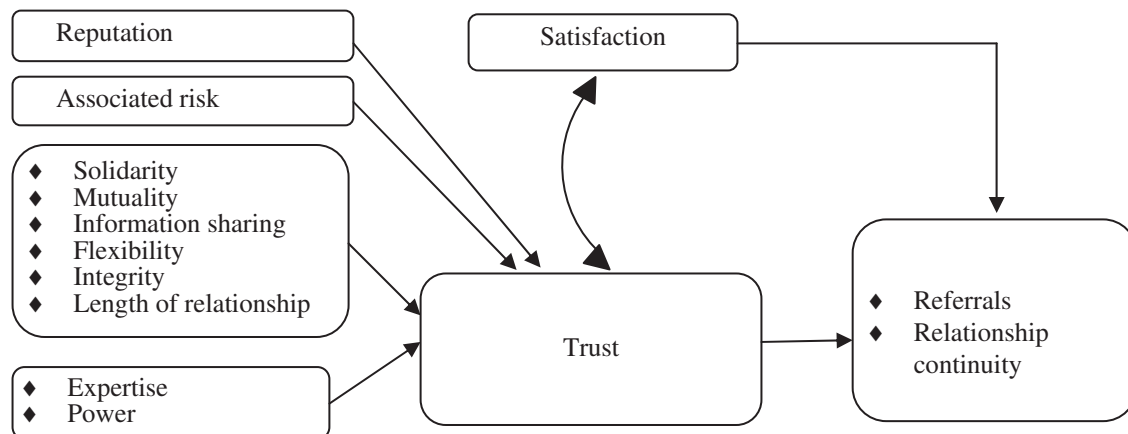 Reputation
Satisfaction
Associated risk
♦ Solidarity
♦ Mutuality
♦ Information sharing
♦ Flexibility
♦ Integrity
♦ Length of relationship
♦ Expertise
♦ Power
Trust
♦ Referrals
♦ Relationship
continuity